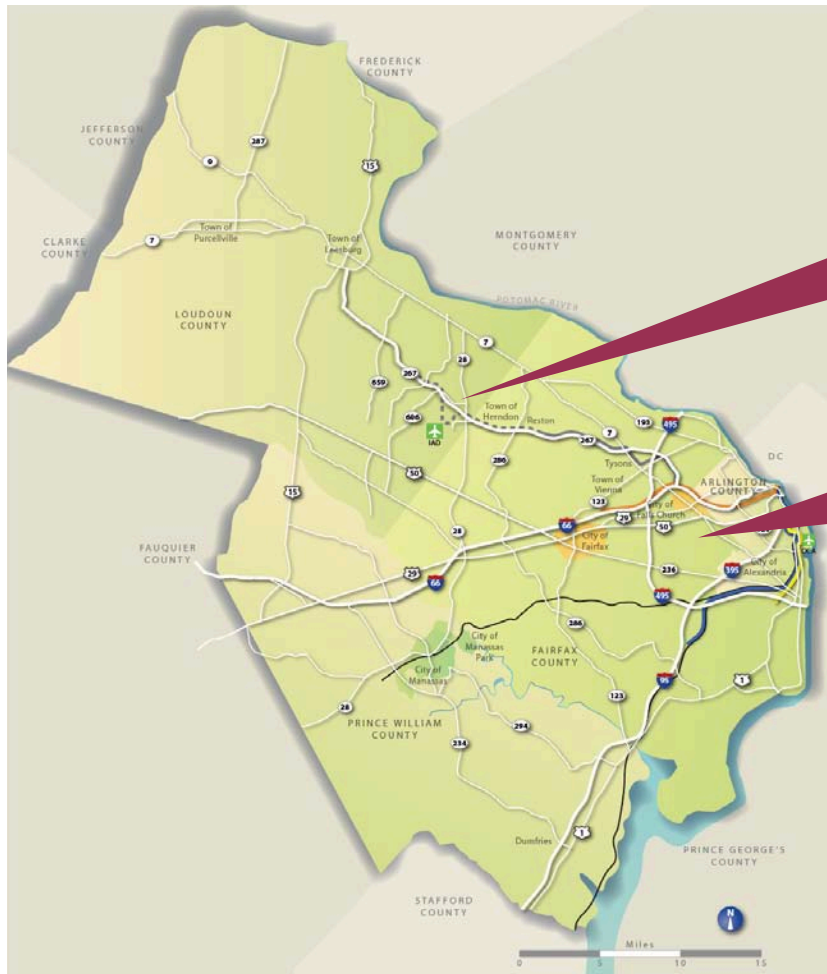 FREDERICK
COUNTY
JEFFERSON
COUNTY
287
9
15
Town of
Purcellville
7
Town of
Leesburg
CLARKE
COUNTY
MONTGOMERY
COUNTY
POTOMAC RIVER
LOUDOUN
COUNTY
7
28
267
659
606
Town of
Herndon
Reston
IAD
193
7
495
267
286
Tysons
DC
50
Town of
Vienna
ARLINGTON
COUNTY
15
123
City of
Falls Church
29
50
66
28
City of
Fairfax
FAUQUIER
COUNTY
29
66
236
395
City of
Alexandria
495
286
City of
Manassas
Park
FAIRFAX
COUNTY
City of
Manassas
95
1
123
28
PRINCE WILLIAM
COUNTY
294
234
Dumfries
1
PRINCE GEORGE'S
COUNTY
STAFFORD
COUNTY
N
Miles
0 5 10 15